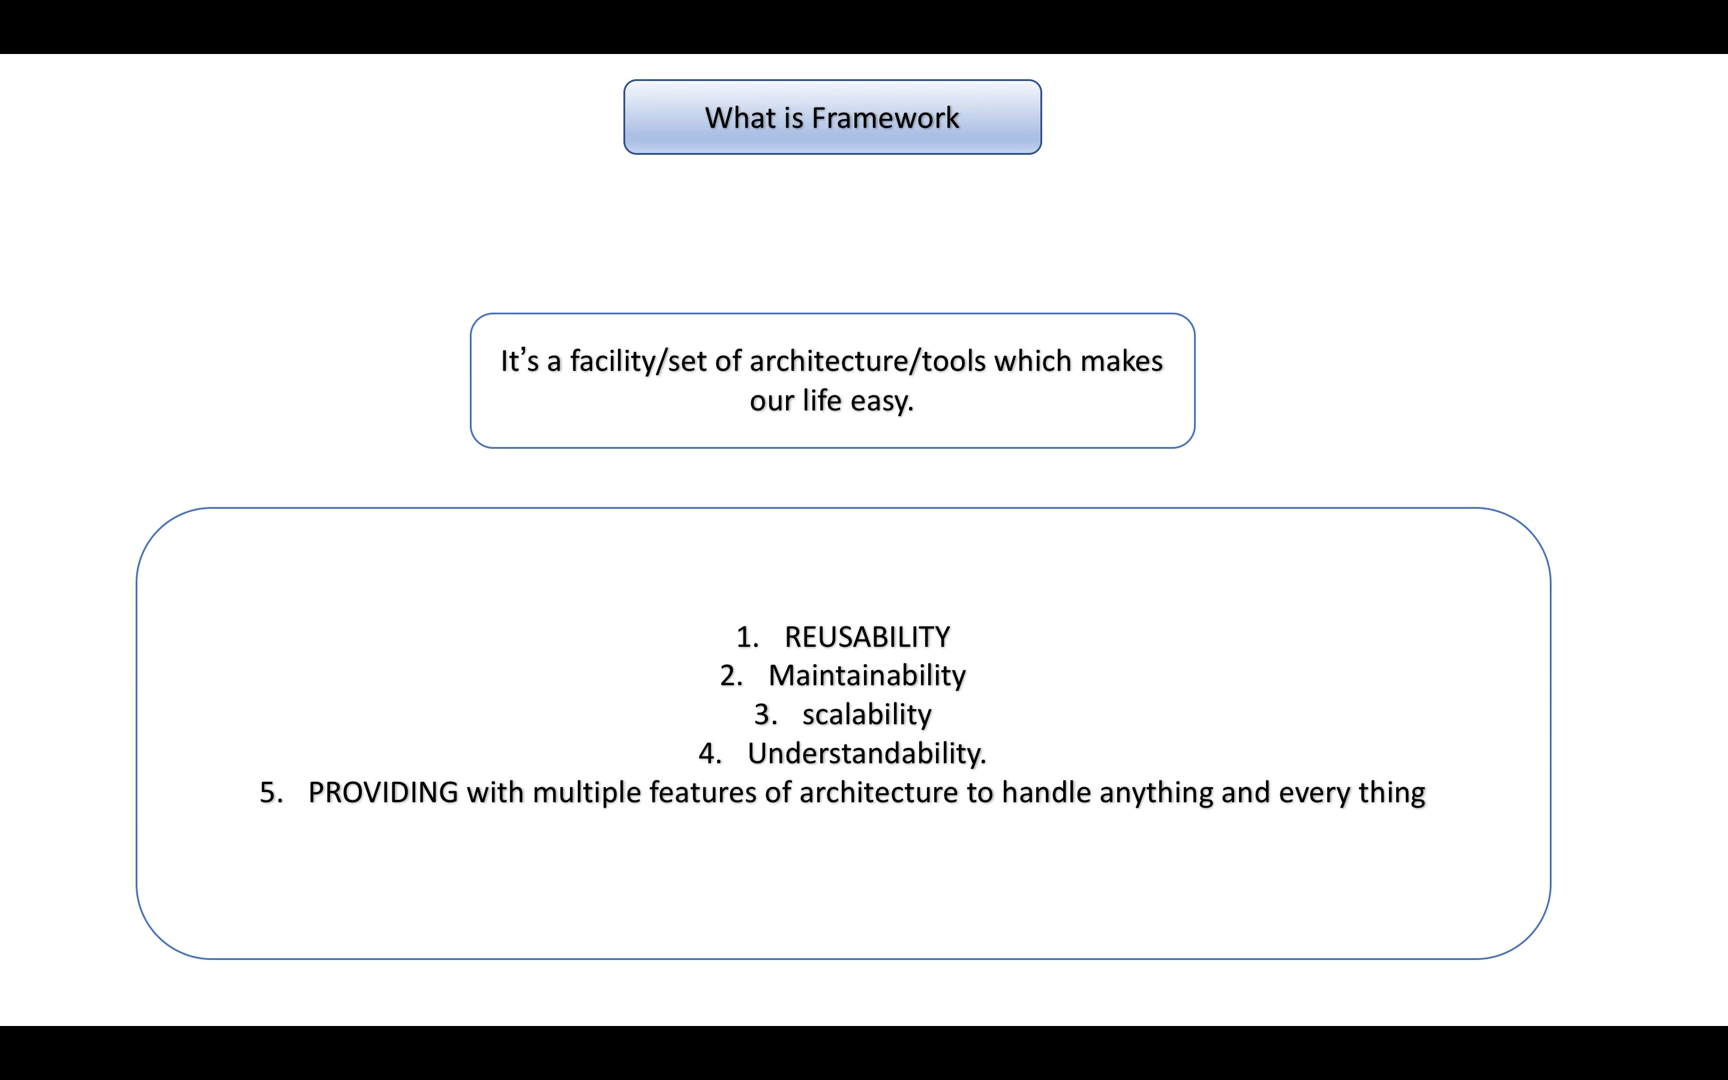 What is Framework
It’s a facility/set of architecture/tools which makes
our life easy.
1. REUSABILITY
2. Maintainability
3. scalability
4. Understandability.
5. PROVIDING with multiple features of architecture to handle anything and every thing